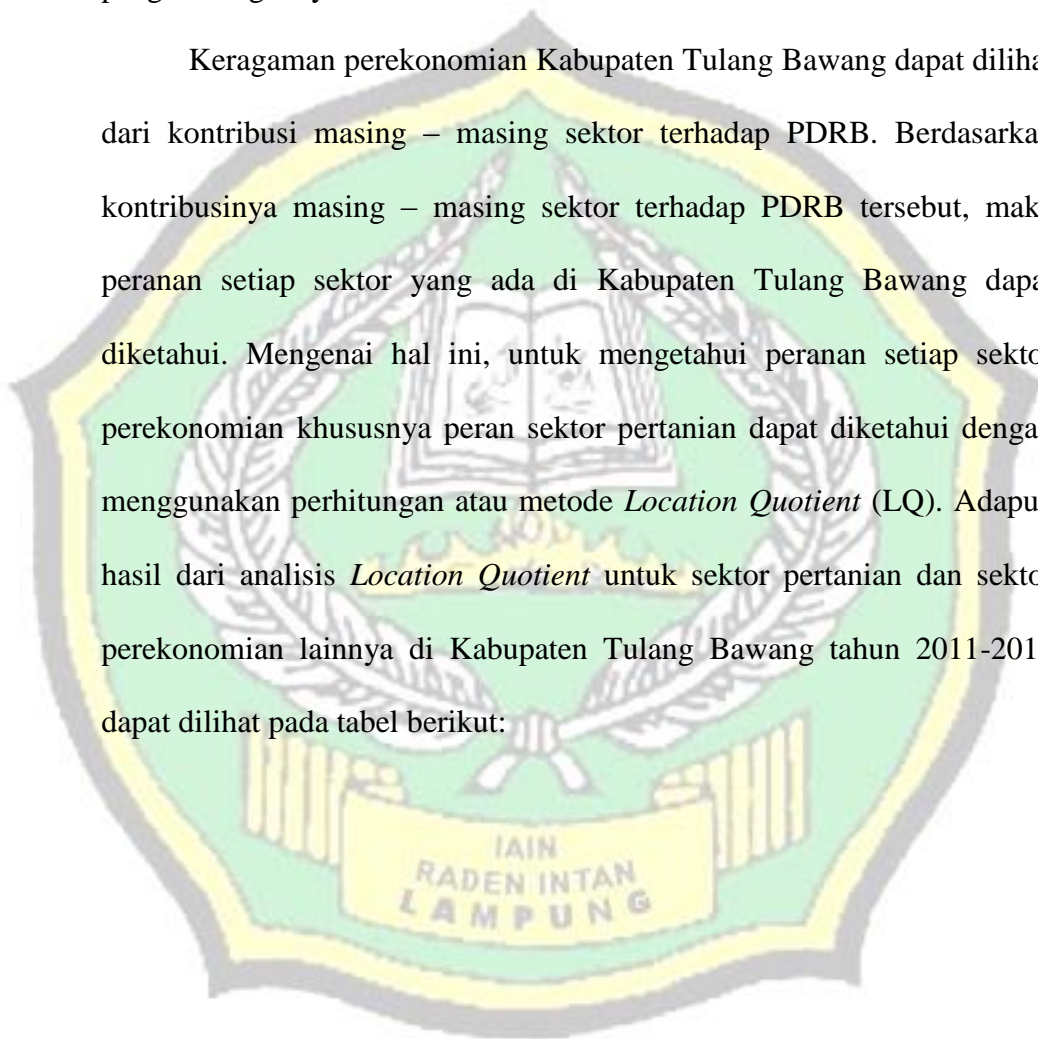 Keragaman perekonomian Kabupaten Tulang Bawang dapat diliha
dari kontribusi masing – masing sektor terhadap PDRB. Berdasarka
kontribusinya masing – masing sektor terhadap PDRB tersebut, mak
peranan setiap sektor yang ada di Kabupaten Tulang Bawang dapa
diketahui. Mengenai hal ini, untuk mengetahui peranan setiap sekto
perekonomian khususnya peran sektor pertanian dapat diketahui denga
menggunakan perhitungan atau metode Location Quotient (LQ). Adapu
hasil dari analisis Location Quotient untuk sektor pertanian dan sekto
perekonomian lainnya di Kabupaten Tulang Bawang tahun 2011-201
dapat dilihat pada tabel berikut:
IAIN
RADEN INTAN
LAMPUNG